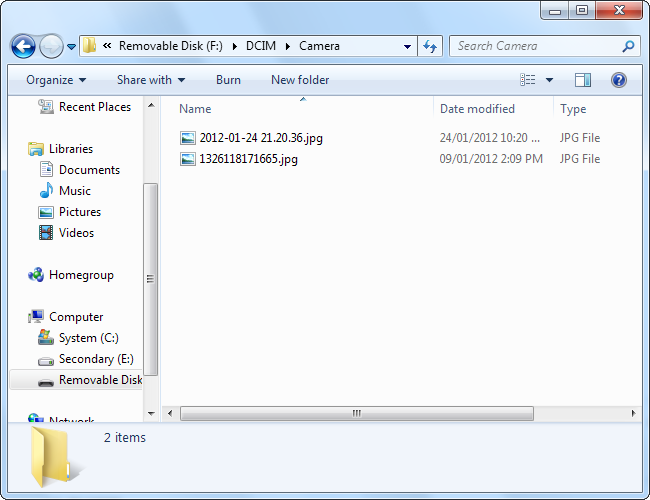 « Removable Disk (F:) ▸ DCIM ▸ Camera
Search Camera
Organize Share with Burn New folder
Recent Places
Libraries
Documents
Music
Pictures
Videos
Homegroup
Computer
System (C:)
Secondary (E:)
Removable Disk
Network
Name Date modified Type
2012-01-24 21.20.36.jpg 24/01/2012 10:20 ... JPG File
1326118171665.jpg 09/01/2012 2:09 PM JPG File
2 items